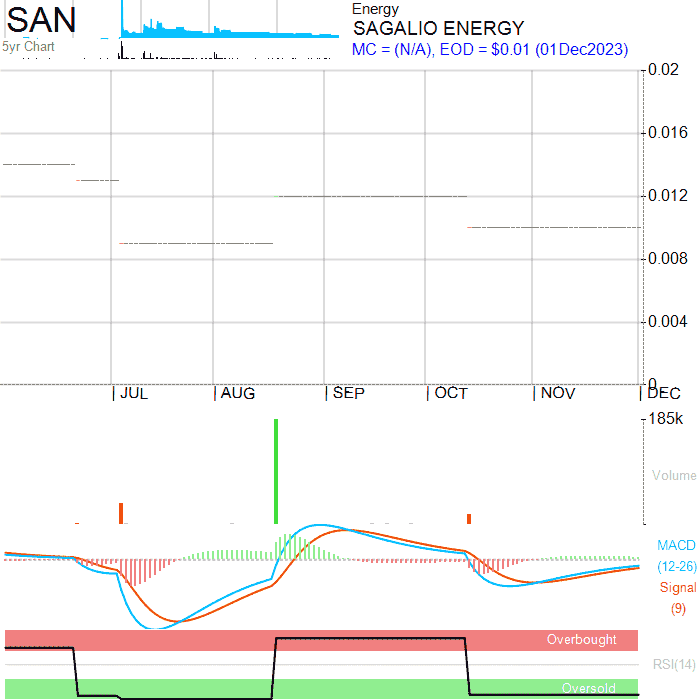 SAN
5yr Chart
Energy
SAGALIO ENERGY
MC = (N/A), EOD = $0.01 (01Dec2023)
0.02
0.016
0.012
0.008
0.004
0
JUL
AUG
SEP
OCT
NOV
DEC
185k
Volume
MACD
(12-26)
Signal
(9)
Overbought
RSI(14)
Oversold